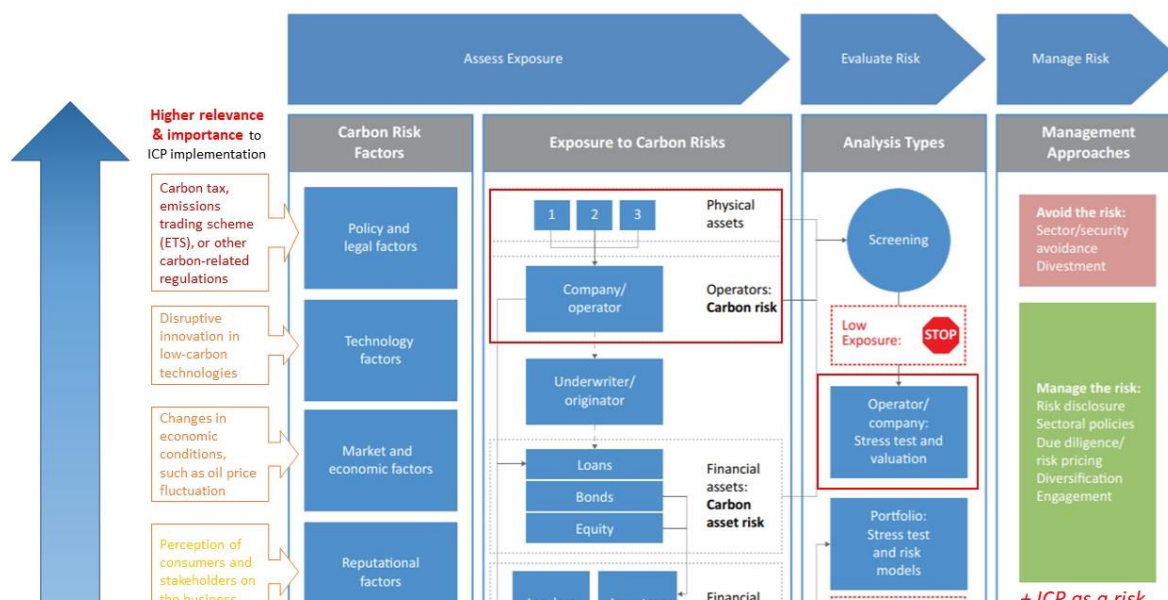 Assess Exposure
Evaluate Risk
Manage Risk
Higher relevance
& importance to
ICP implementation
Carbon Risk
Factors
Exposure to Carbon Risks
Analysis Types
Management
Approaches
Carbon tax,
emissions
trading scheme
(ETS), or other
carbon-related
regulations
Policy and
legal factors
1 2 3
Physical
assets
Company/
operator
Operators:
Carbon risk
Screening
Avoid the risk:
Sector/security
avoidance
Divestment
Disruptive
innovation in
low-carbon
technologies
Technology
factors
Underwriter/
originator
Low
Exposure:
STOP
Operator/
company:
Stress test and
valuation
Manage the risk:
Risk disclosure
Sectoral policies
Due diligence/
risk pricing
Diversification
Engagement
Changes in
economic
conditions,
such as oil price
fluctuation
Market and
economic factors
Loans
Bonds
Equity
Financial
assets:
Carbon
asset risk
Portfolio:
Stress test
and risk
models
Perception of
consumers and
stakeholders on
the business
Reputational
factors
Financial
+ ICP as a risk